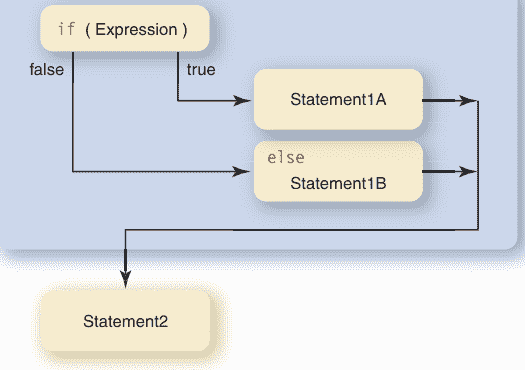 if ( Expression )
false
true
Statement1A
else
Statement1B
Statement2